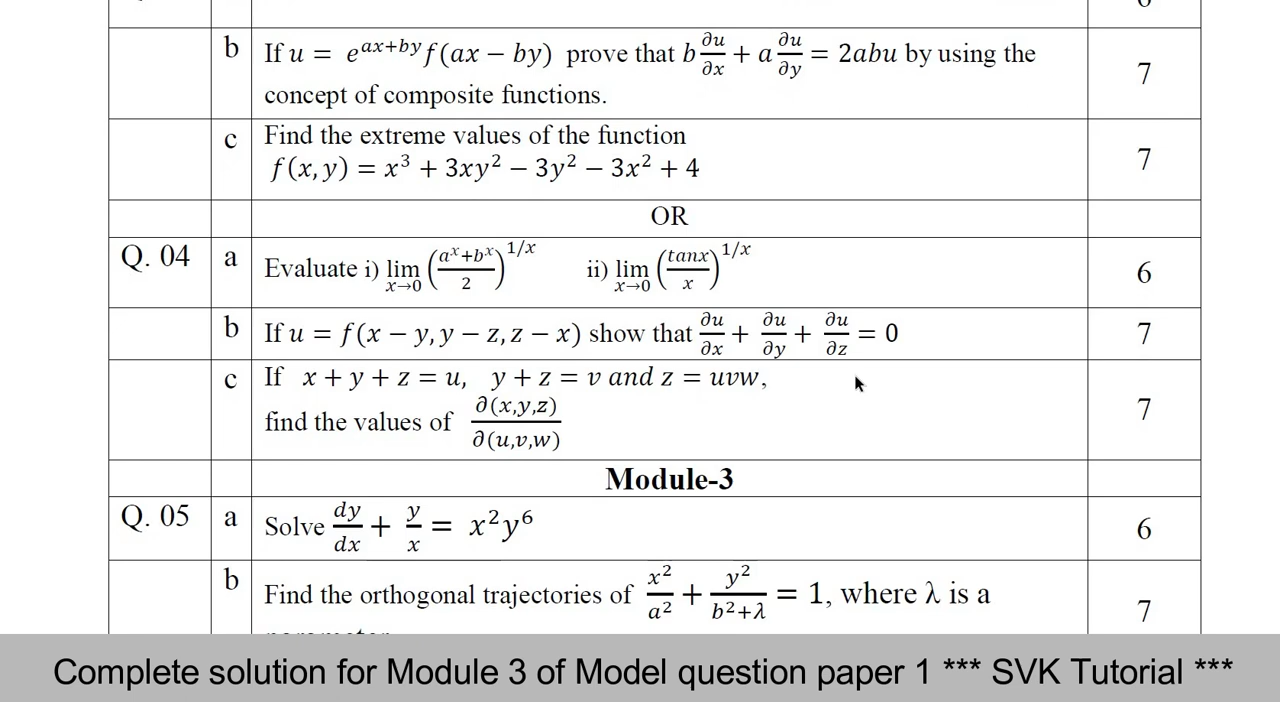 b If u = e^{ax+by} f(ax − by) prove that b ∂u/∂x + a ∂u/∂y = 2abu by using the
concept of composite functions. 7
c Find the extreme values of the function
f(x, y) = x³ + 3xy² − 3y² − 3x² + 4 7
OR
Q. 04 a Evaluate i) lim_{x→0} ((a^x+b^x)/2)^{1/x} ii) lim_{x→0} (tanx/x)^{1/x} 6
b If u = f(x − y, y − z, z − x) show that ∂u/∂x + ∂u/∂y + ∂u/∂z = 0 7
c If x + y + z = u, y + z = v and z = uvw,
find the values of ∂(x,y,z)/∂(u,v,w) 7
Module-3
Q. 05 a Solve dy/dx + y/x = x²y⁶ 6
b Find the orthogonal trajectories of x²/a² + y²/(b²+λ) = 1, where λ is a 7
Complete solution for Module 3 of Model question paper 1 *** SVK Tutorial ***